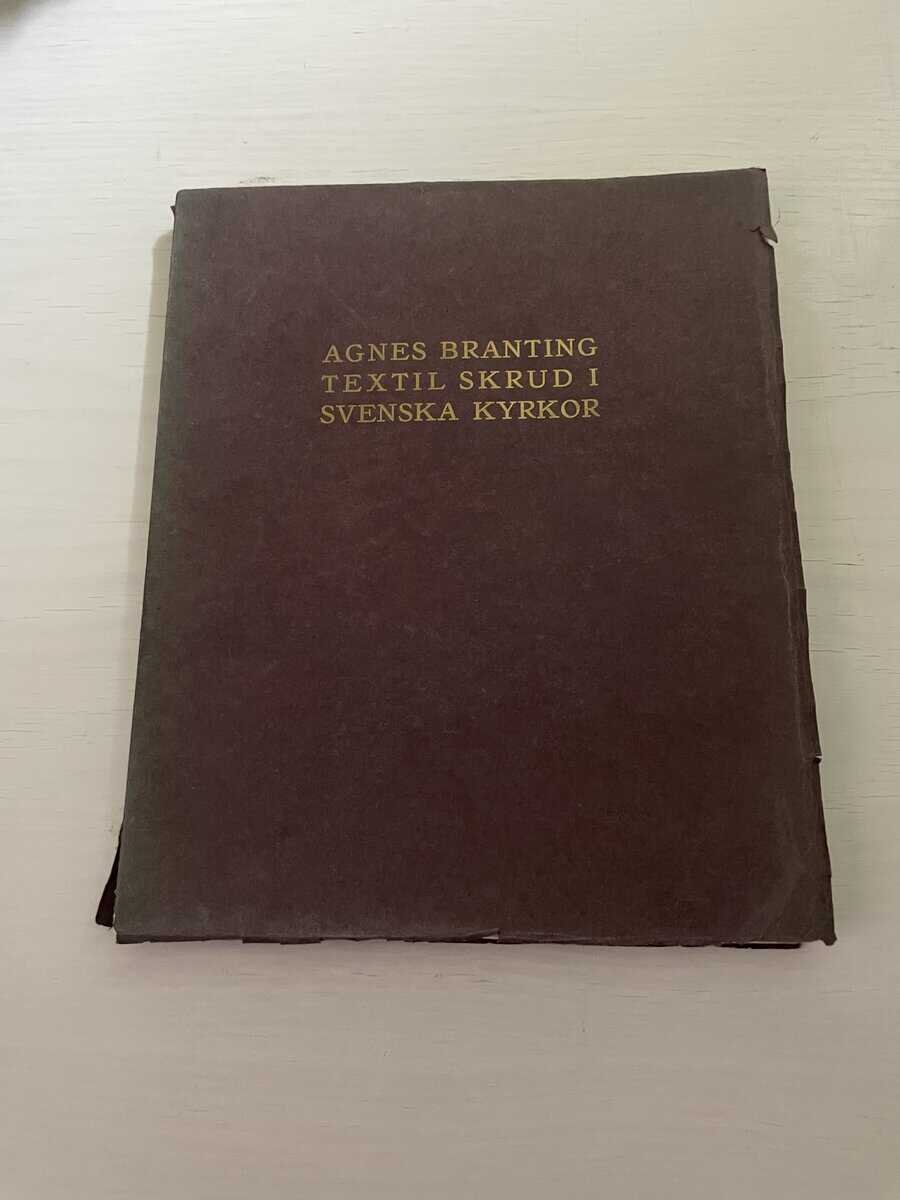 AGNES BRANTING
TEXTIL SKRUD I
SVENSKA KYRKOR